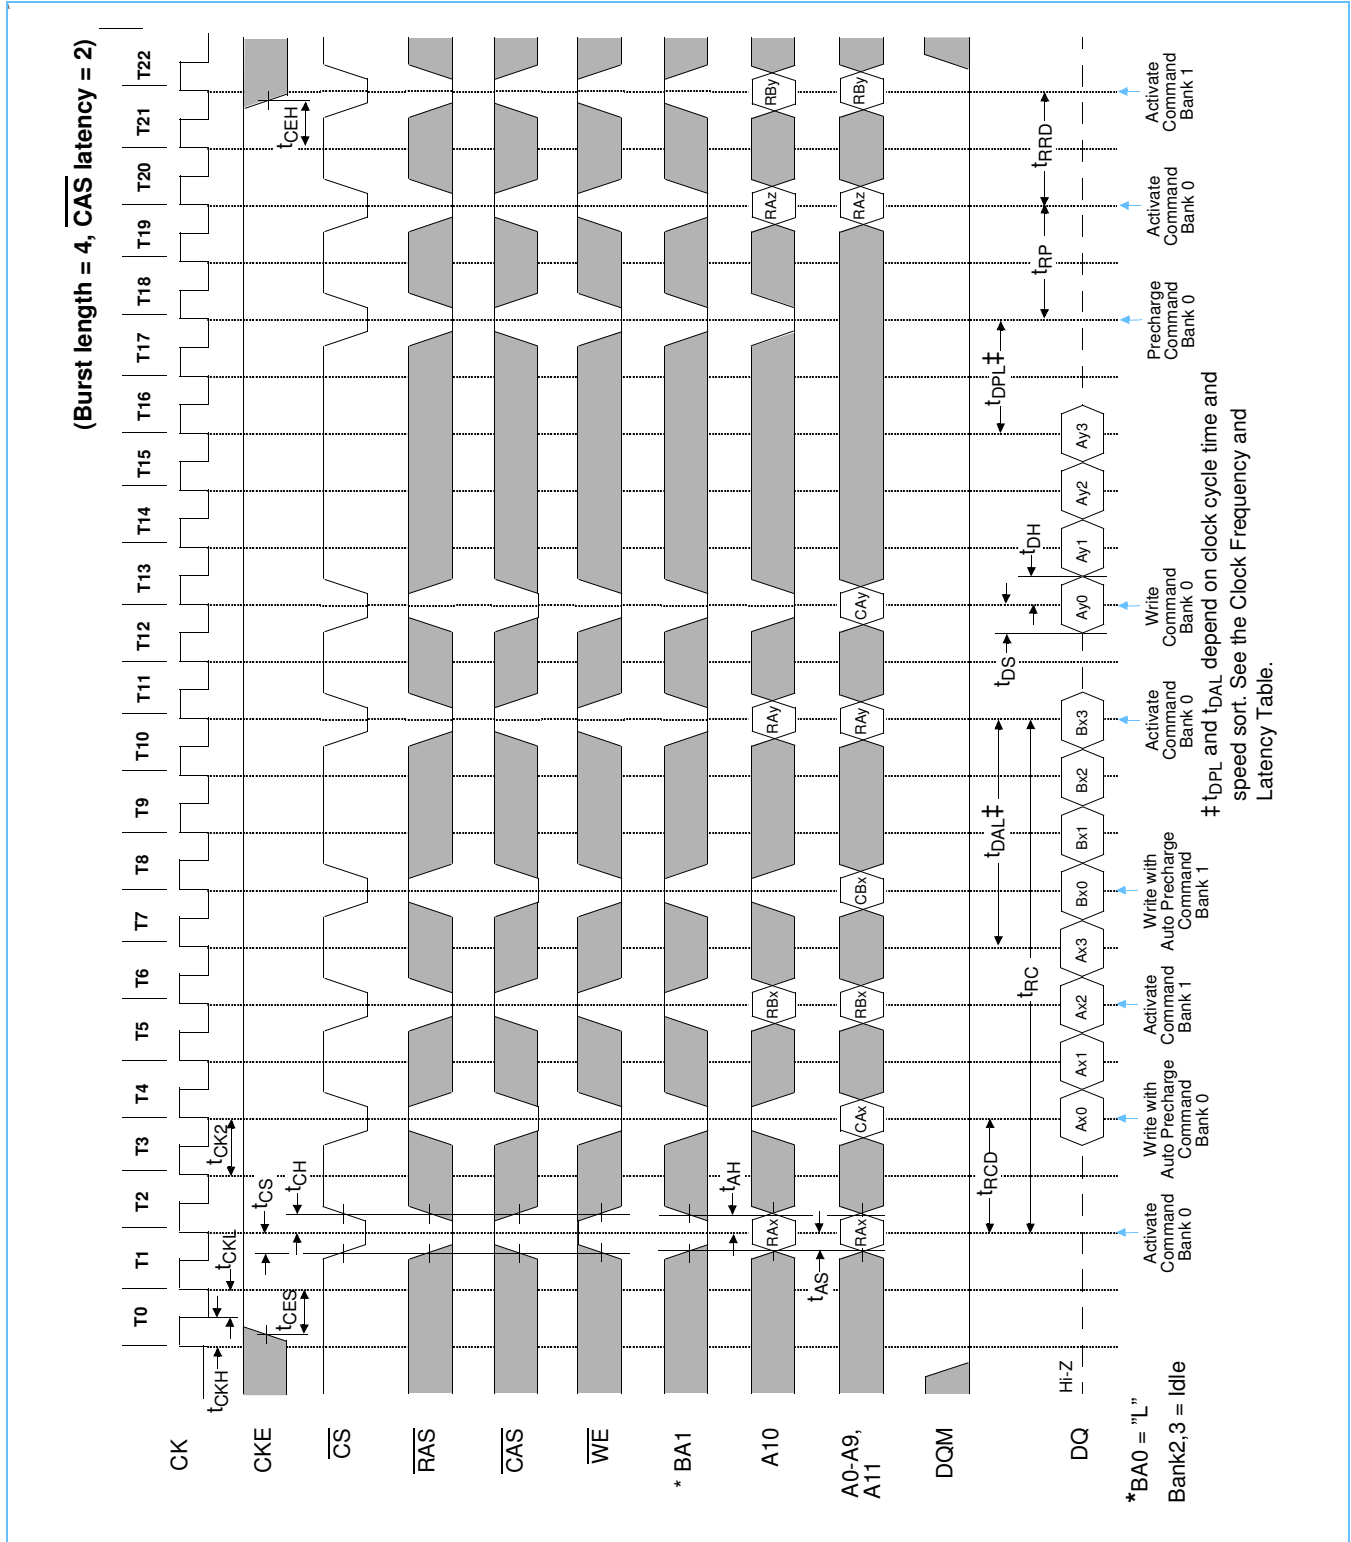 (Burst length = 4, CAS latency = 2)
T0 T1 T2 T3 T4 T5 T6 T7 T8 T9 T10 T11 T12 T13 T14 T15 T16 T17 T18 T19 T20 T21 T22
CK
tCKH
tCKL
tCK2
CKE
tCES
tCS
tCH
tCEH
CS
RAS
CAS
WE
* BA1
tAH
A10
RAx
RBx
RAy
RAz
RBy
tAS
A0-A9,
A11
RAx
CAx
RBx
CBx
RAy
CAy
RAz
RBy
DQM
tRCD
tDAL‡
tDS
tDPL‡
tRC
tDH
tRP
tRRD
DQ
Hi-Z
Ax0
Ax1
Ax2
Ax3
Bx0
Bx1
Bx2
Bx3
Ay0
Ay1
Ay2
Ay3
Activate
Command
Bank 0
Write with
Auto Precharge
Command
Bank 0
Activate
Command
Bank 1
Write with
Auto Precharge
Command
Bank 1
Activate
Command
Bank 0
Write
Command
Bank 0
Precharge
Command
Bank 0
Activate
Command
Bank 0
Activate
Command
Bank 1
*BA0 = ”L”
Bank2,3 = Idle
‡ tDPL and tDAL depend on clock cycle time and
speed sort. See the Clock Frequency and
Latency Table.